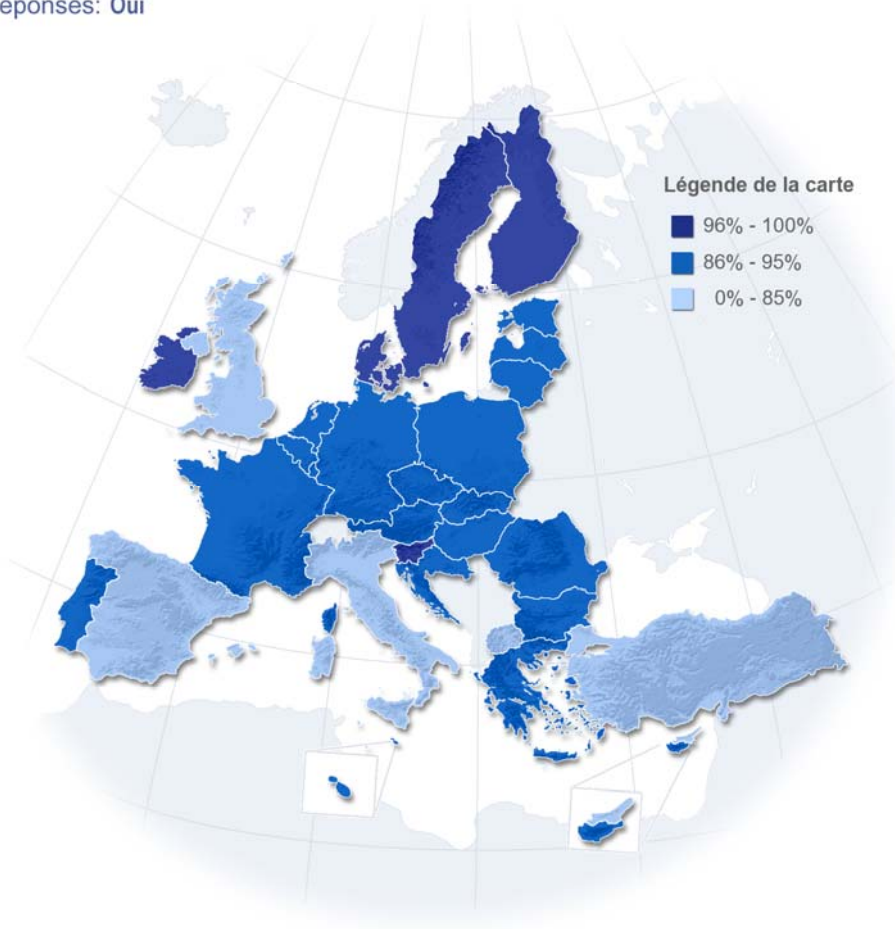 éponses: Oui
Légende de la carte
96% - 100%
86% - 95%
0% - 85%